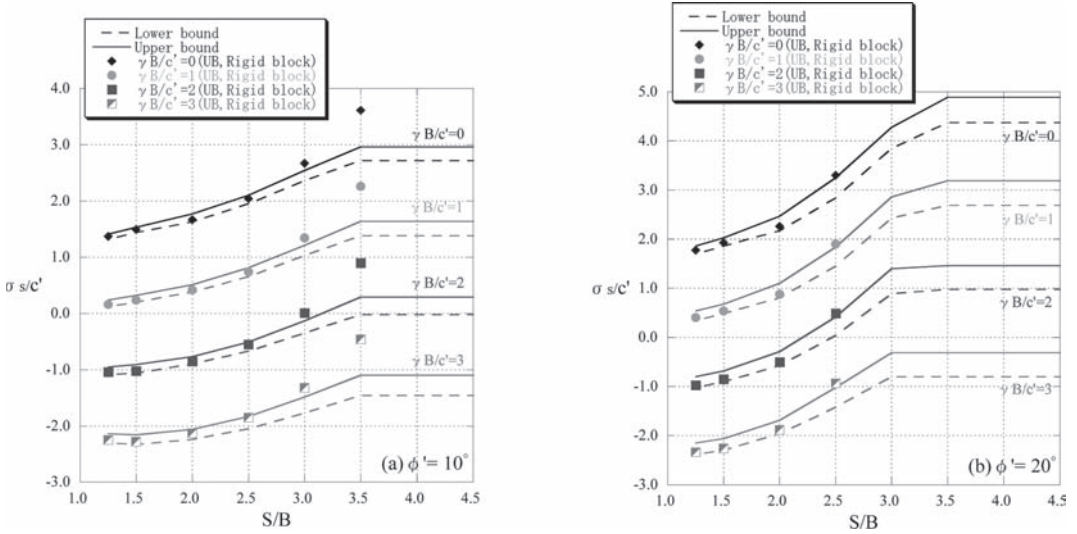 Lower bound
Upper bound
γ B/c'=0(UB, Rigid block)
γ B/c'=1(UB, Rigid block)
γ B/c'=2(UB, Rigid block)
γ B/c'=3(UB, Rigid block)
4.0
3.0
2.0
1.0
0.0
-1.0
-2.0
-3.0
σ s/c'
γ B/c'=0
γ B/c'=1
γ B/c'=2
γ B/c'=3
(a) ϕ'= 10°
1.0 1.5 2.0 2.5 3.0 3.5 4.0 4.5
S/B
Lower bound
Upper bound
γ B/c'=0(UB, Rigid block)
γ B/c'=1(UB, Rigid block)
γ B/c'=2(UB, Rigid block)
γ B/c'=3(UB, Rigid block)
5.0
4.0
3.0
2.0
1.0
0.0
-1.0
-2.0
-3.0
σ s/c'
γ B/c'=0
γ B/c'=1
γ B/c'=2
γ B/c'=3
(b) ϕ'= 20°
1.0 1.5 2.0 2.5 3.0 3.5 4.0 4.5
S/B